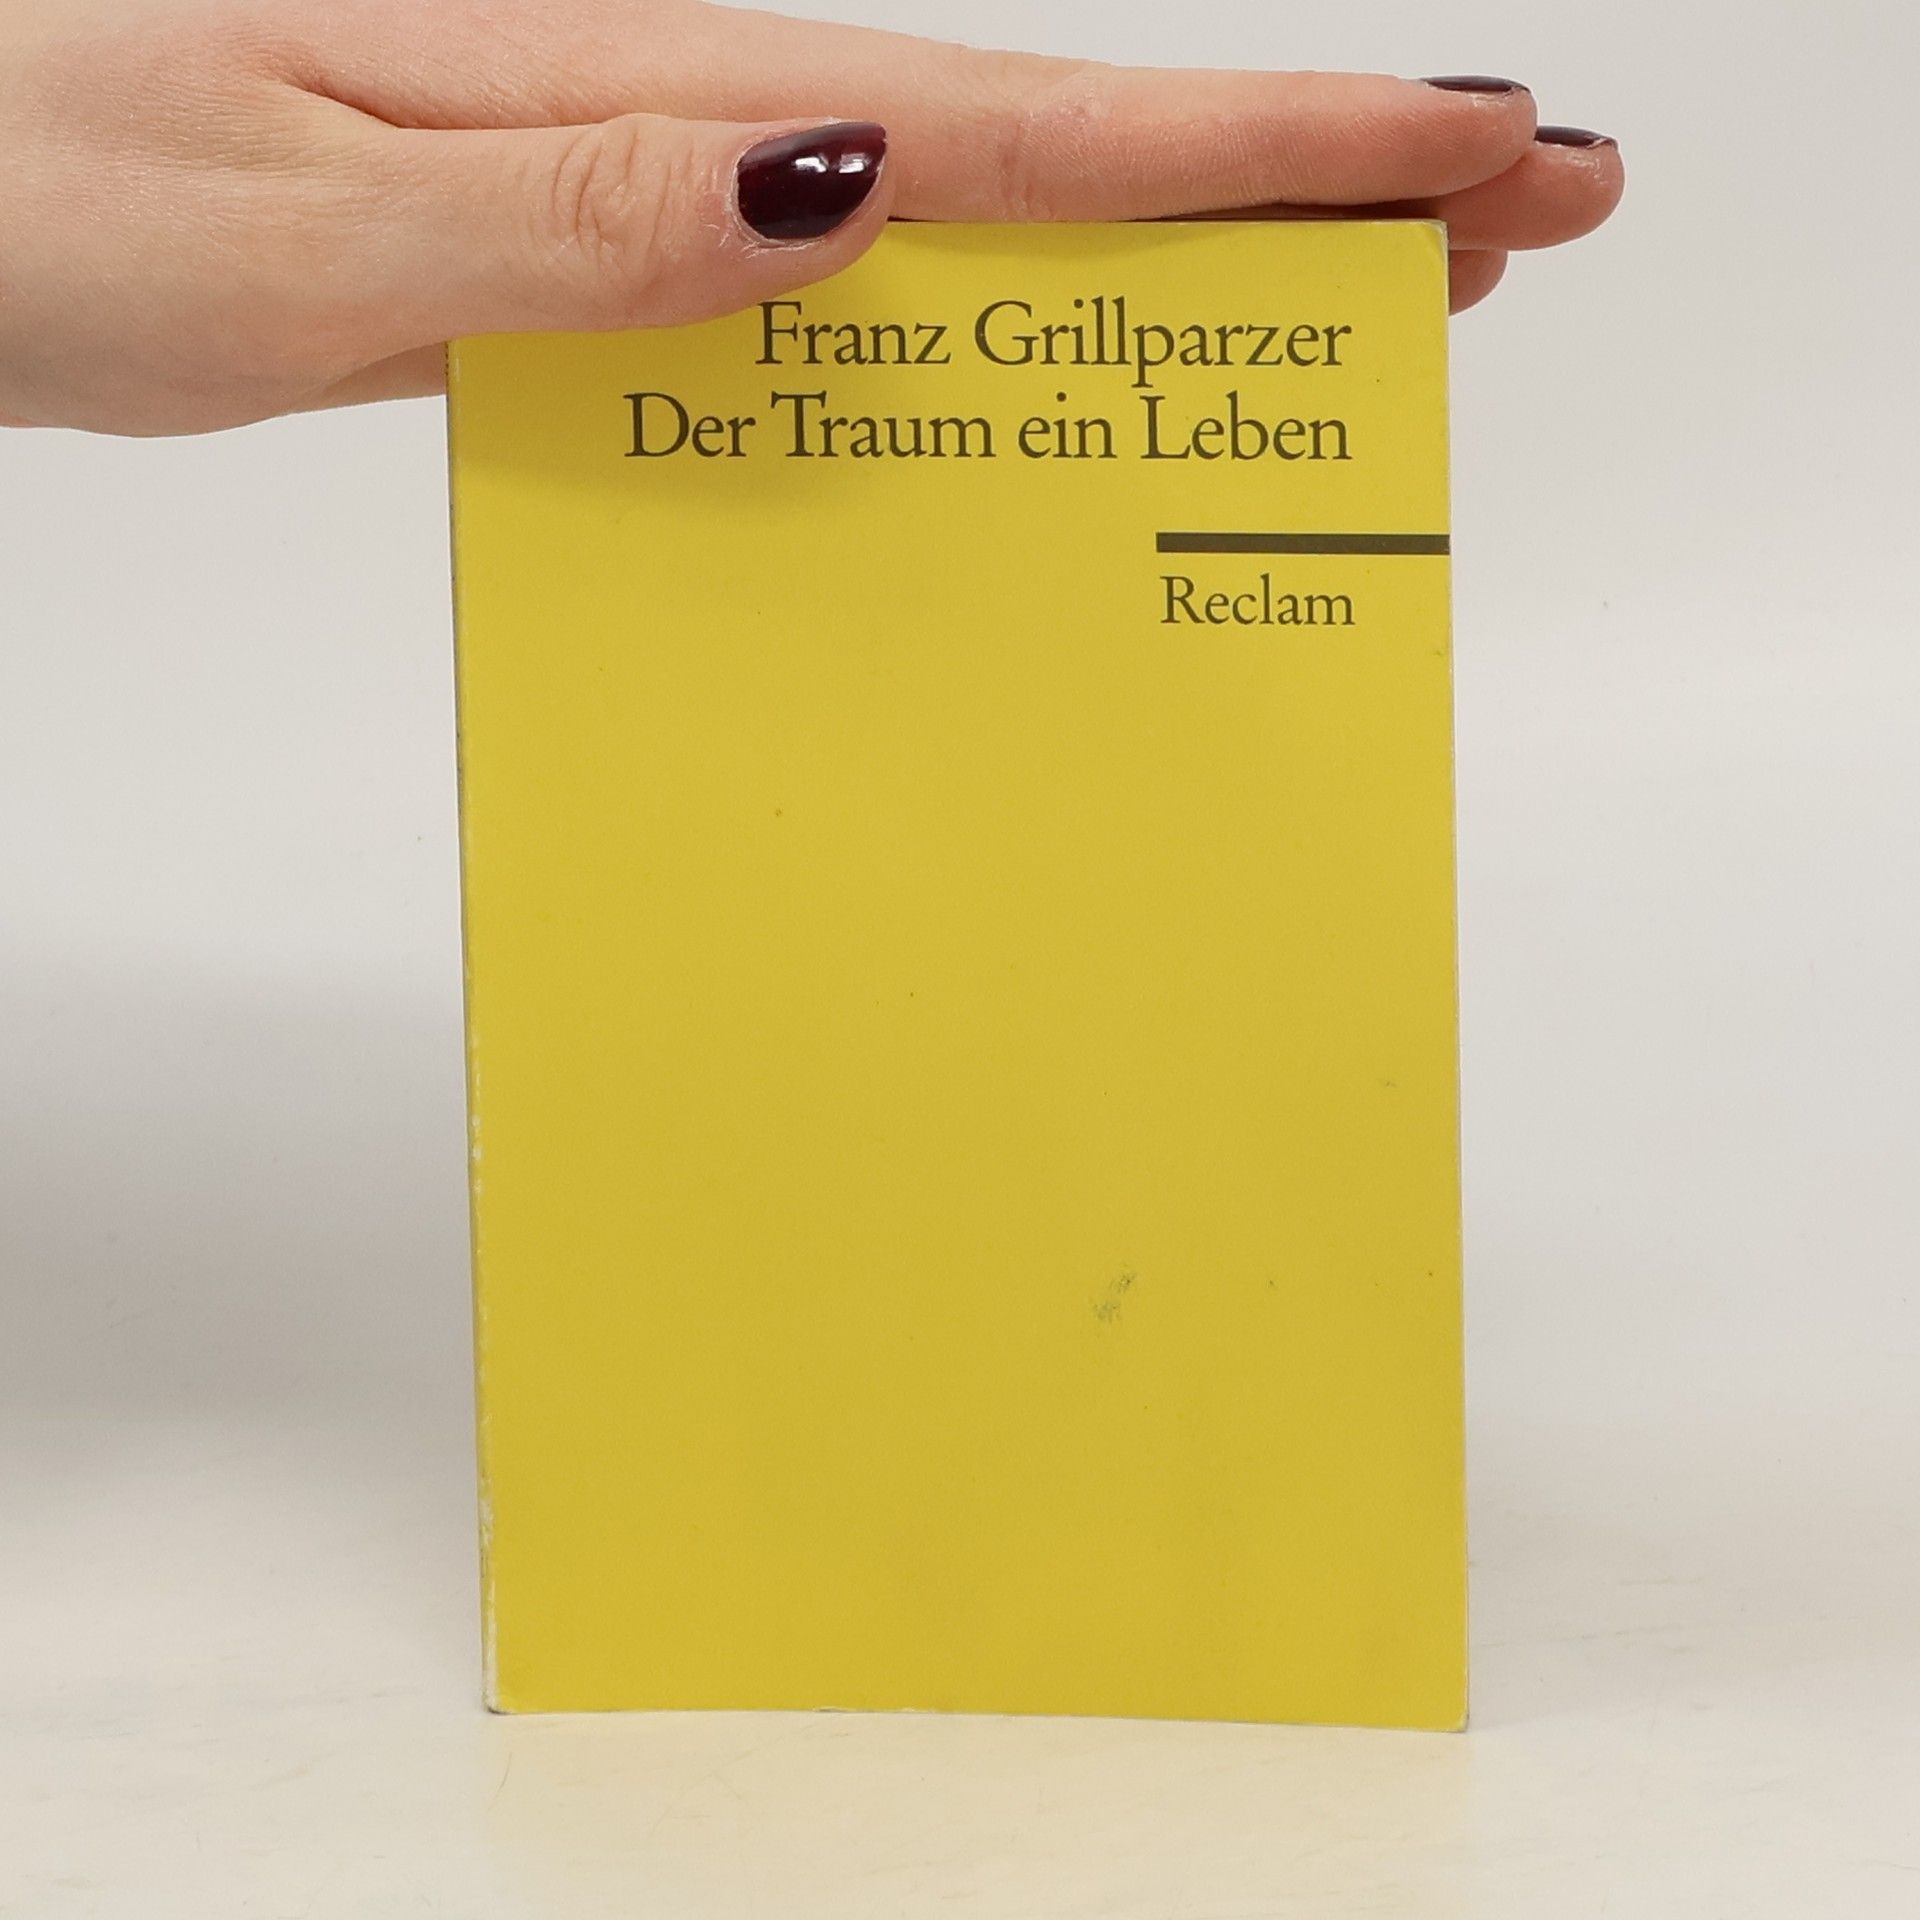 Franz Grillparzer
Der Traum ein Leben
Reclam